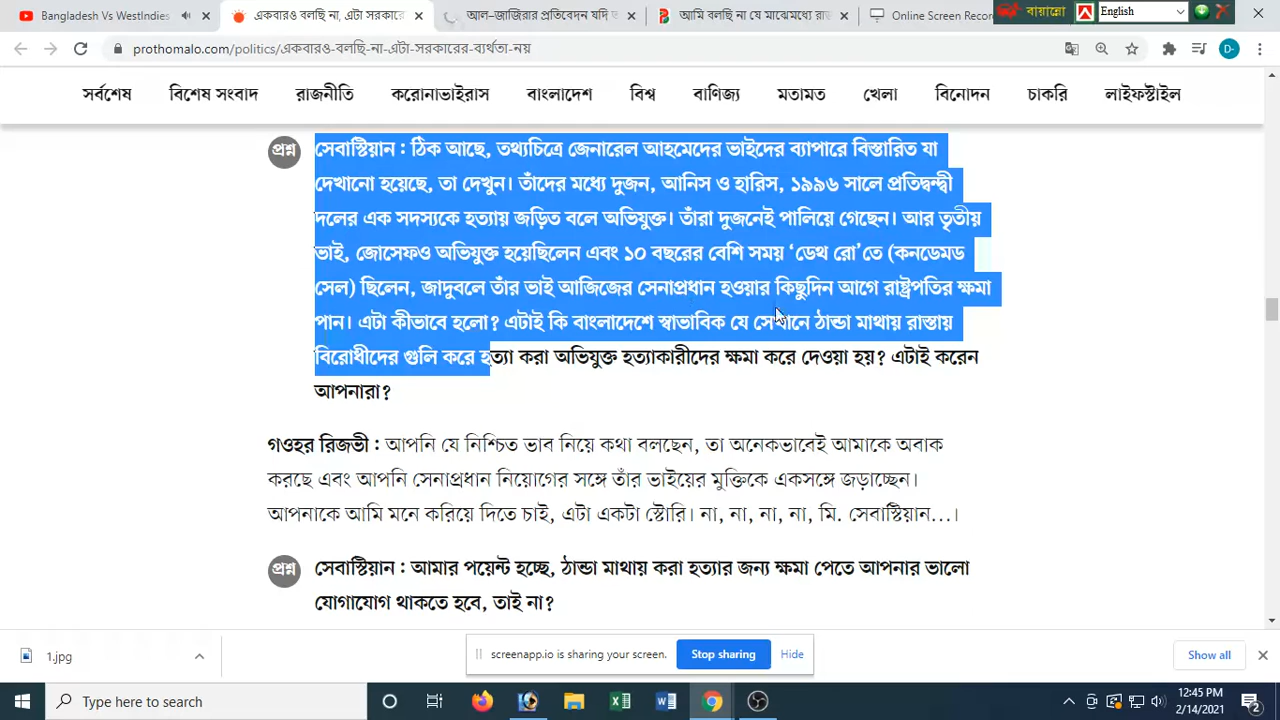 Bangladesh Vs WestIndies
একবারও বলছি না, এটা সরকারে
আল-জাজিরার প্রতিবেদন যদি
আমি বলছি না যে মাঝেমধ্যে
Online Screen Record
বায়ান্নো
English
prothomalo.com/politics/একবারও-বলছি-না-এটা-সরকারের-ব্যর্থতা-নয়
D-
সর্বশেষ বিশেষ সংবাদ রাজনীতি করোনাভাইরাস বাংলাদেশ বিশ্ব বাণিজ্য মতামত খেলা বিনোদন চাকরি লাইফস্টাইল
প্রশ্ন সেবাস্টিয়ান : ঠিক আছে, তথ্যচিত্রে জেনারেল আহমেদের ভাইদের ব্যাপারে বিস্তারিত যা
দেখানো হয়েছে, তা দেখুন। তাঁদের মধ্যে দুজন, আনিস ও হারিস, ১৯৯৬ সালে প্রতিদ্বন্দ্বী
দলের এক সদস্যকে হত্যায় জড়িত বলে অভিযুক্ত। তাঁরা দুজনেই পালিয়ে গেছেন। আর তৃতীয়
ভাই, জোসেফও অভিযুক্ত হয়েছিলেন এবং ১০ বছরের বেশি সময় ‘ডেথ রো’তে (কনডেমড
সেল) ছিলেন, জাদুবলে তাঁর ভাই আজিজের সেনাপ্রধান হওয়ার কিছুদিন আগে রাষ্ট্রপতির ক্ষমা
পান। এটা কীভাবে হলো? এটাই কি বাংলাদেশে স্বাভাবিক যে সেখানে ঠান্ডা মাথায় রাস্তায়
বিরোধীদের গুলি করে হত্যা করা অভিযুক্ত হত্যাকারীদের ক্ষমা করে দেওয়া হয়? এটাই করেন
আপনারা?
গওহর রিজভী : আপনি যে নিশ্চিত ভাব নিয়ে কথা বলছেন, তা অনেকভাবেই আমাকে অবাক
করছে এবং আপনি সেনাপ্রধান নিয়োগের সঙ্গে তাঁর ভাইয়ের মুক্তিকে একসঙ্গে জড়াচ্ছেন।
আপনাকে আমি মনে করিয়ে দিতে চাই, এটা একটা স্টোরি। না, না, না, না, মি. সেবাস্টিয়ান...।
প্রশ্ন সেবাস্টিয়ান : আমার পয়েন্ট হচ্ছে, ঠান্ডা মাথায় করা হত্যার জন্য ক্ষমা পেতে আপনার ভালো
যোগাযোগ থাকতে হবে, তাই না?
1.jpg
screenapp.io is sharing your screen. Stop sharing Hide
Show all
Type here to search
12:45 PM
2/14/2021
2